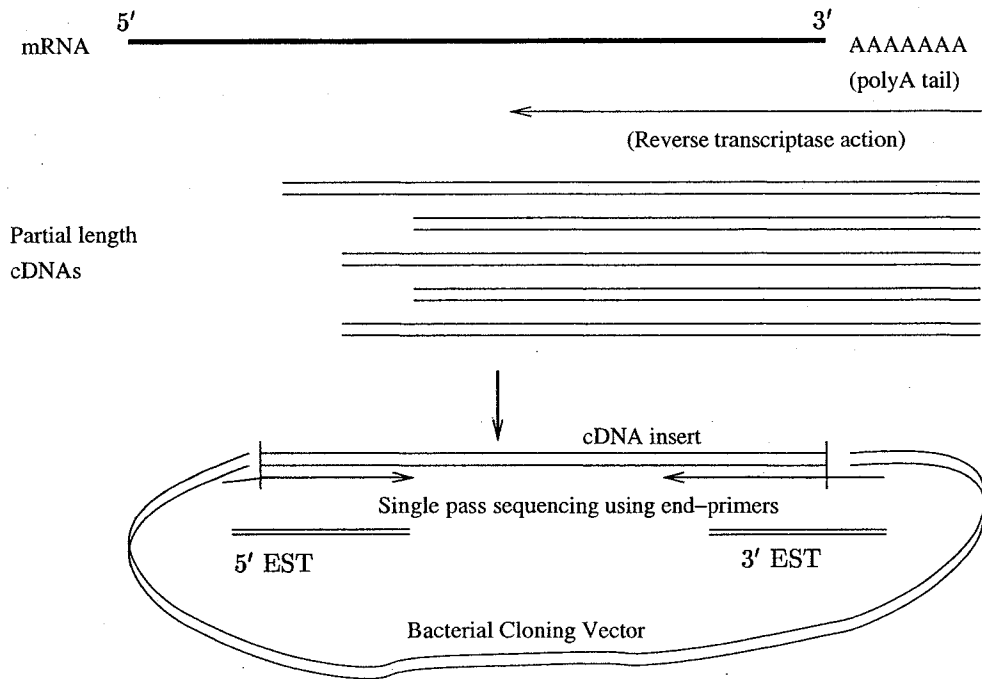 5′ 3′
mRNA AAAAAAA
(polyA tail)
(Reverse transcriptase action)
Partial length
cDNAs
cDNA insert
Single pass sequencing using end–primers
5′ EST 3′ EST
Bacterial Cloning Vector